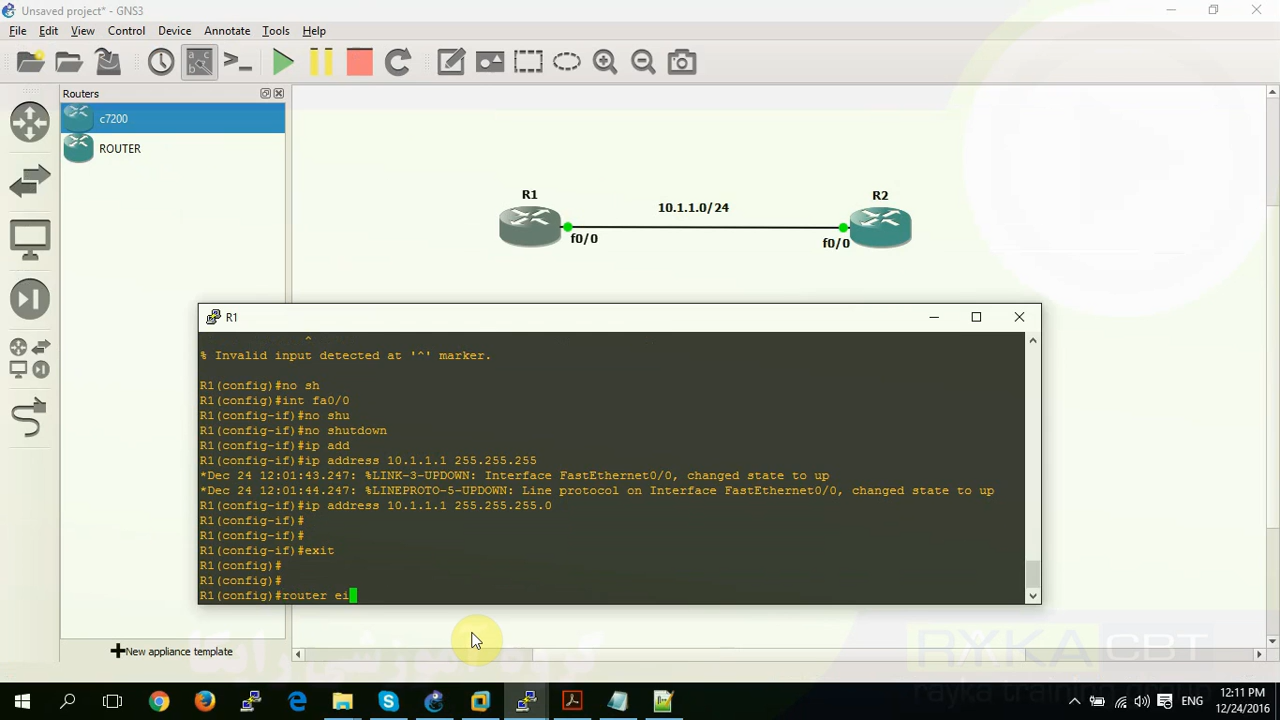 Unsaved project* - GNS3
File Edit View Control Device Annotate Tools Help
Routers
c7200
ROUTER
R1
10.1.1.0/24
R2
f0/0
f0/0
R1
^
% Invalid input detected at '^' marker.
R1(config)#no sh
R1(config)#int fa0/0
R1(config-if)#no shu
R1(config-if)#no shutdown
R1(config-if)#ip add
R1(config-if)#ip address 10.1.1.1 255.255.255
*Dec 24 12:01:43.247: %LINK-3-UPDOWN: Interface FastEthernet0/0, changed state to up
*Dec 24 12:01:44.247: %LINEPROTO-5-UPDOWN: Line protocol on Interface FastEthernet0/0, changed state to up
R1(config-if)#ip address 10.1.1.1 255.255.255.0
R1(config-if)#
R1(config-if)#
R1(config-if)#exit
R1(config)#
R1(config)#
R1(config)#router ei
New appliance template
RYKA CBT
ENG
12:11 PM
12/24/2016